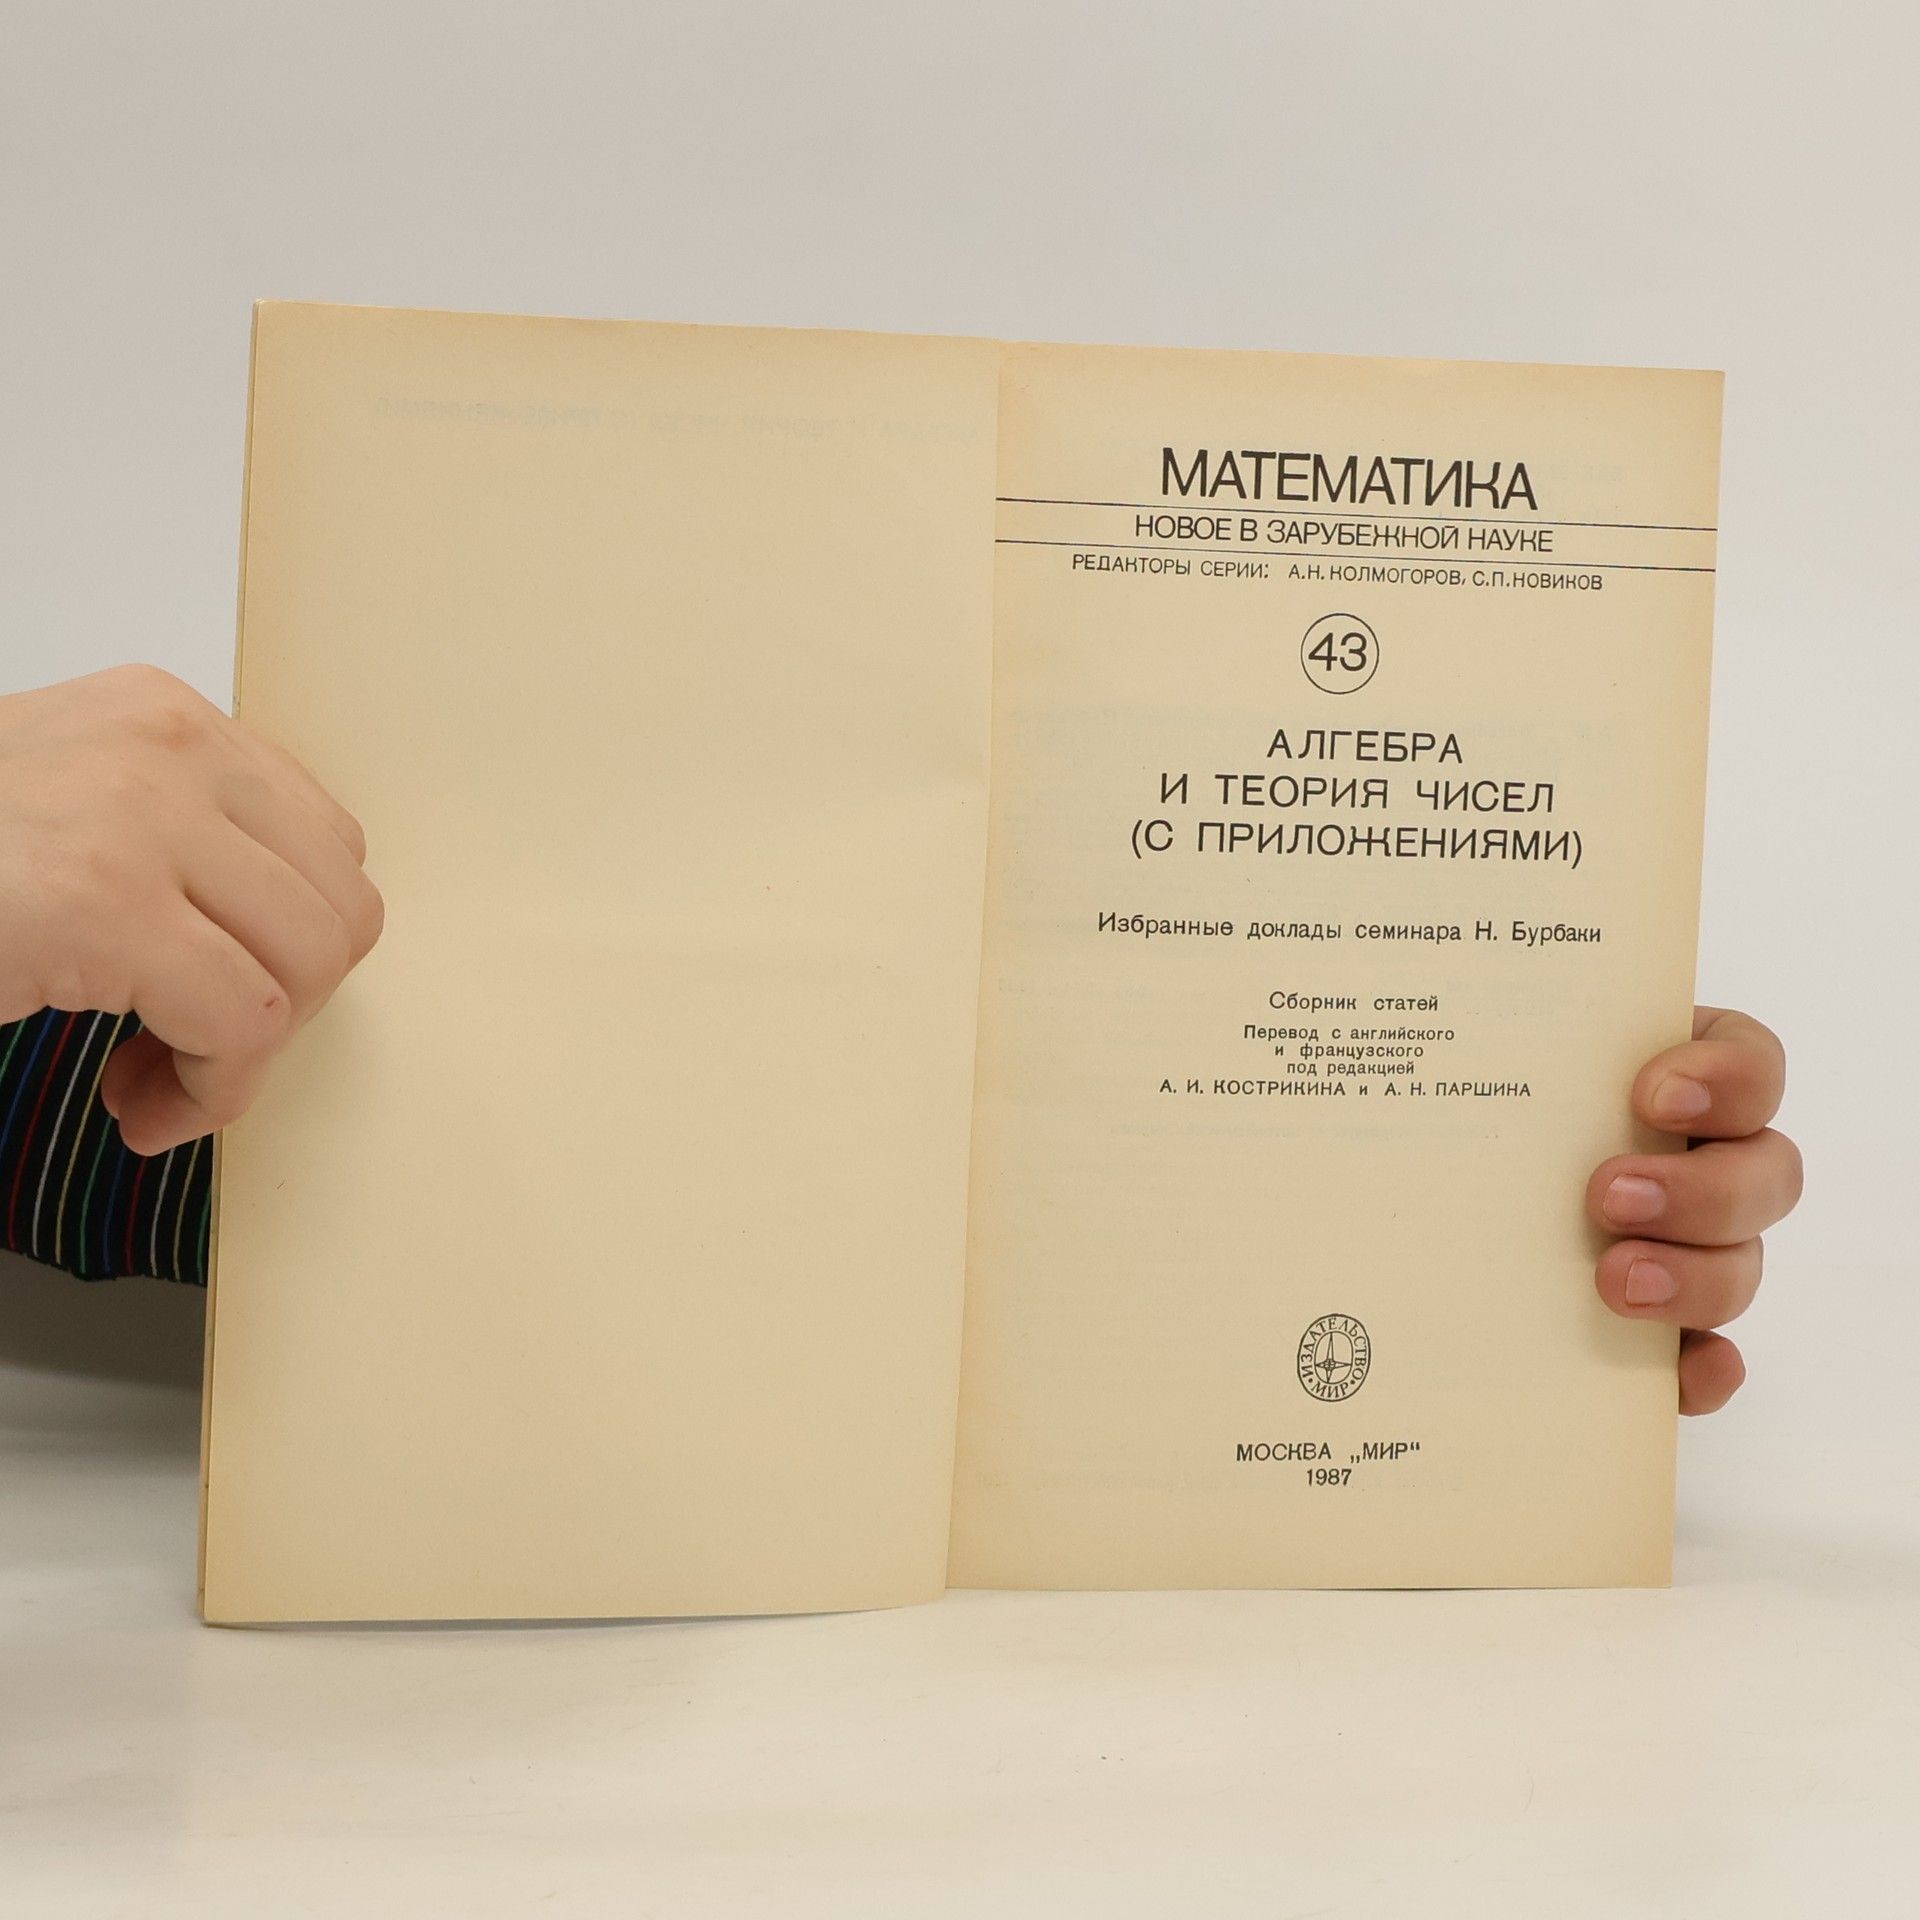 МАТЕМАТИКА
НОВОЕ В ЗАРУБЕЖНОЙ НАУКЕ
РЕДАКТОРЫ СЕРИИ: А.Н.КОЛМОГОРОВ, С.П.НОВИКОВ
43
АЛГЕБРА
И ТЕОРИЯ ЧИСЕЛ
(С ПРИЛОЖЕНИЯМИ)
Избранные доклады семинара Н. Бурбаки
Сборник статей
Перевод с английского
и французского
под редакцией
А. И. КОСТРИКИНА и А. Н. ПАРШИНА
ИЗДАТЕЛЬСТВО • МИР •
МОСКВА „МИР“
1987